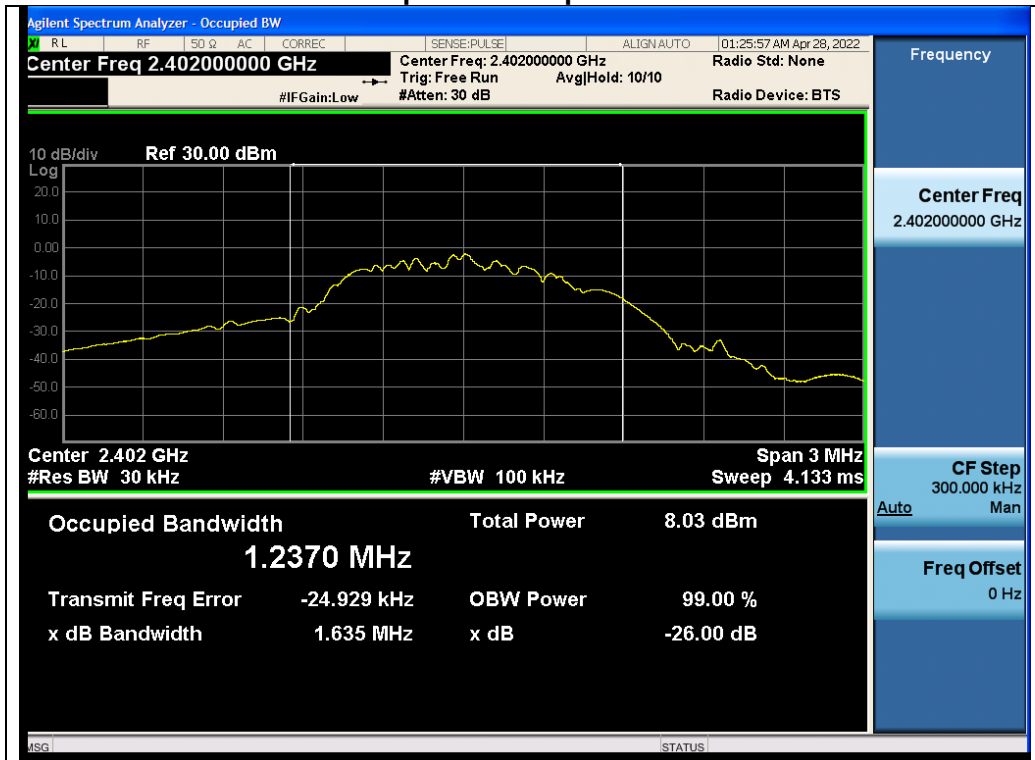 Agilent Spectrum Analyzer - Occupied BW
RL RF 50 Ω AC CORREC SENSE:PULSE ALIGN AUTO 01:25:57 AM Apr 28, 2022
Center Freq 2.402000000 GHz
Center Freq: 2.402000000 GHz
Radio Std: None
Trig: Free Run Avg|Hold: 10/10
#IFGain:Low
#Atten: 30 dB
Radio Device: BTS
10 dB/div Ref 30.00 dBm
Log
20.0
10.0
0.00
-10.0
-20.0
-30.0
-40.0
-50.0
-60.0
Center 2.402 GHz
Span 3 MHz
#Res BW 30 kHz
#VBW 100 kHz
Sweep 4.133 ms
Occupied Bandwidth
1.2370 MHz
Total Power 8.03 dBm
Transmit Freq Error -24.929 kHz
OBW Power 99.00 %
x dB Bandwidth 1.635 MHz
x dB -26.00 dB
Frequency
Center Freq
2.402000000 GHz
CF Step
300.000 kHz
Auto Man
Freq Offset
0 Hz
MSG
STATUS